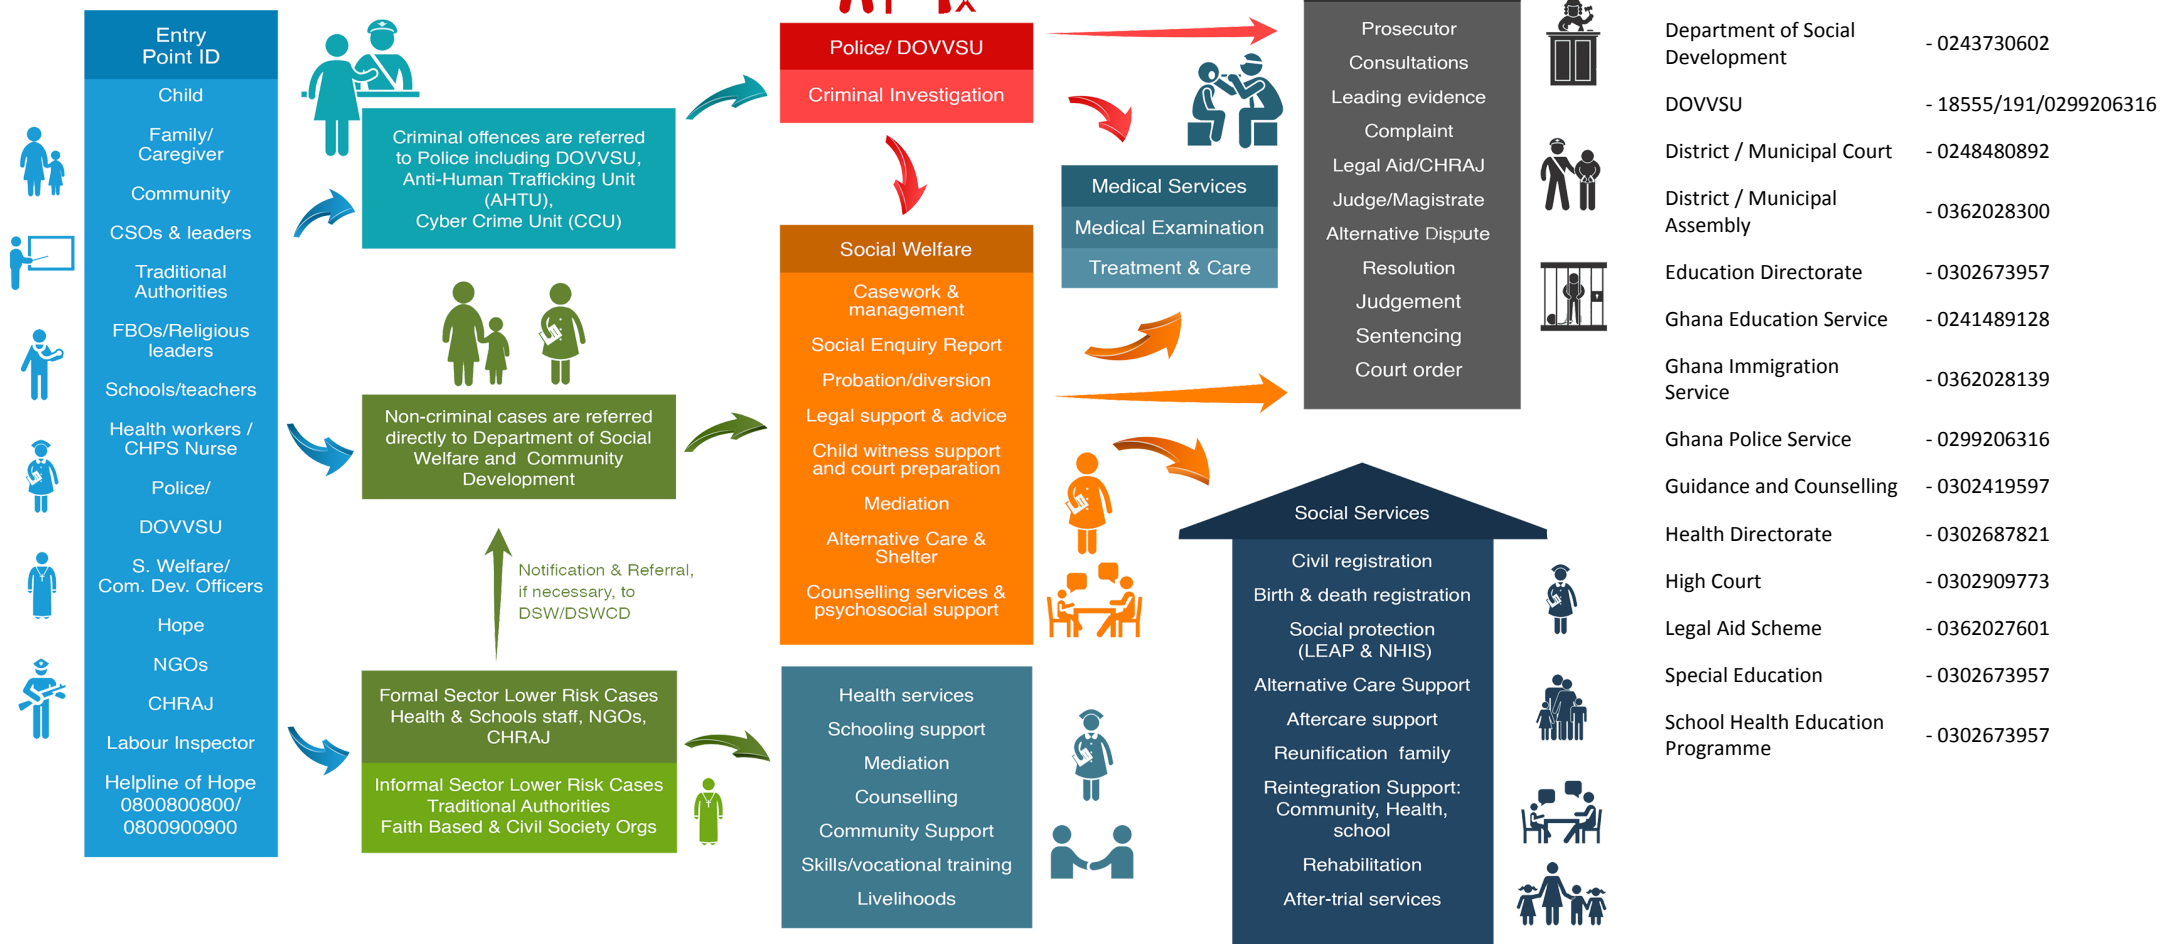 Entry
Point ID
Child
Family/
Caregiver
Community
CSOs & leaders
Traditional
Authorities
FBOs/Religious
leaders
Schools/teachers
Health workers /
CHPS Nurse
Police/
DOVVSU
S. Welfare/
Com. Dev. Officers
Hope
NGOs
CHRAJ
Labour Inspector
Helpline of Hope
0800800800/
0800900900
Criminal offences are referred
to Police including DOVVSU,
Anti-Human Trafficking Unit
(AHTU),
Cyber Crime Unit (CCU)
Non-criminal cases are referred
directly to Department of Social
Welfare and Community
Development
Notification & Referral,
if necessary, to
DSW/DSWCD
Formal Sector Lower Risk Cases
Health & Schools staff, NGOs,
CHRAJ
Informal Sector Lower Risk Cases
Traditional Authorities
Faith Based & Civil Society Orgs
Police/ DOVVSU
Criminal Investigation
Social Welfare
Casework &
management
Social Enquiry Report
Probation/diversion
Legal support & advice
Child witness support
and court preparation
Mediation
Alternative Care &
Shelter
Counselling services &
psychosocial support
Health services
Schooling support
Mediation
Counselling
Community Support
Skills/vocational training
Livelihoods
Medical Services
Medical Examination
Treatment & Care
Prosecutor
Consultations
Leading evidence
Complaint
Legal Aid/CHRAJ
Judge/Magistrate
Alternative Dispute
Resolution
Judgement
Sentencing
Court order
Social Services
Civil registration
Birth & death registration
Social protection
(LEAP & NHIS)
Alternative Care Support
Aftercare support
Reunification family
Reintegration Support:
Community, Health,
school
Rehabilitation
After-trial services
Department of Social
Development - 0243730602
DOVVSU - 18555/191/0299206316
District / Municipal Court - 0248480892
District / Municipal
Assembly - 0362028300
Education Directorate - 0302673957
Ghana Education Service - 0241489128
Ghana Immigration
Service - 0362028139
Ghana Police Service - 0299206316
Guidance and Counselling - 0302419597
Health Directorate - 0302687821
High Court - 0302909773
Legal Aid Scheme - 0362027601
Special Education - 0302673957
School Health Education
Programme - 0302673957